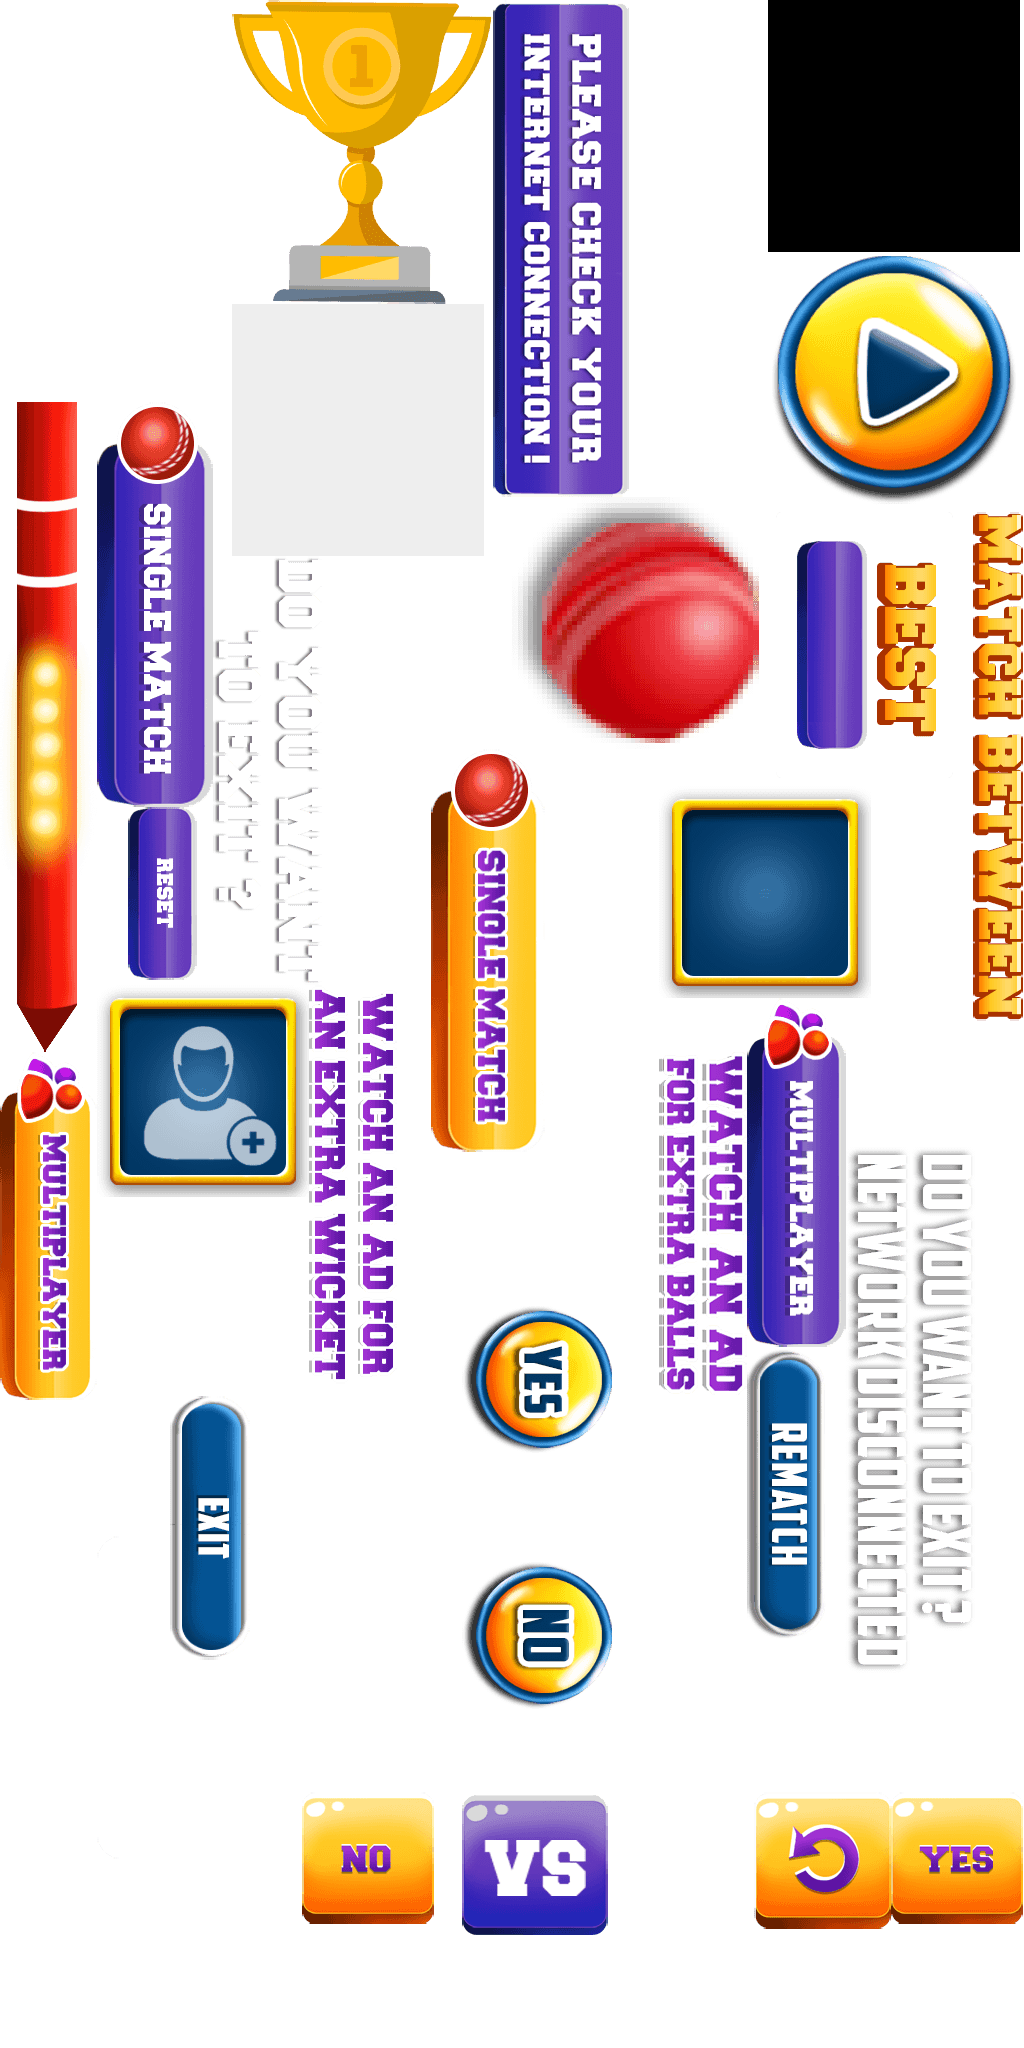 1
PLEASE CHECK YOUR
INTERNET CONNECTION !
SINGLE MATCH
DO YOU WANT
TO EXIT ?
BEST
MATCH BETWEEN
RESET
SINGLE MATCH
WATCH AN AD FOR
AN EXTRA WICKET
WATCH AN AD
FOR EXTRA BALLS
MULTIPLAYER
MULTIPLAYER
DO YOU WANT TO EXIT ?
NETWORK DISCONNECTED
YES
REMATCH
EXIT
NO
NO
VS
YES